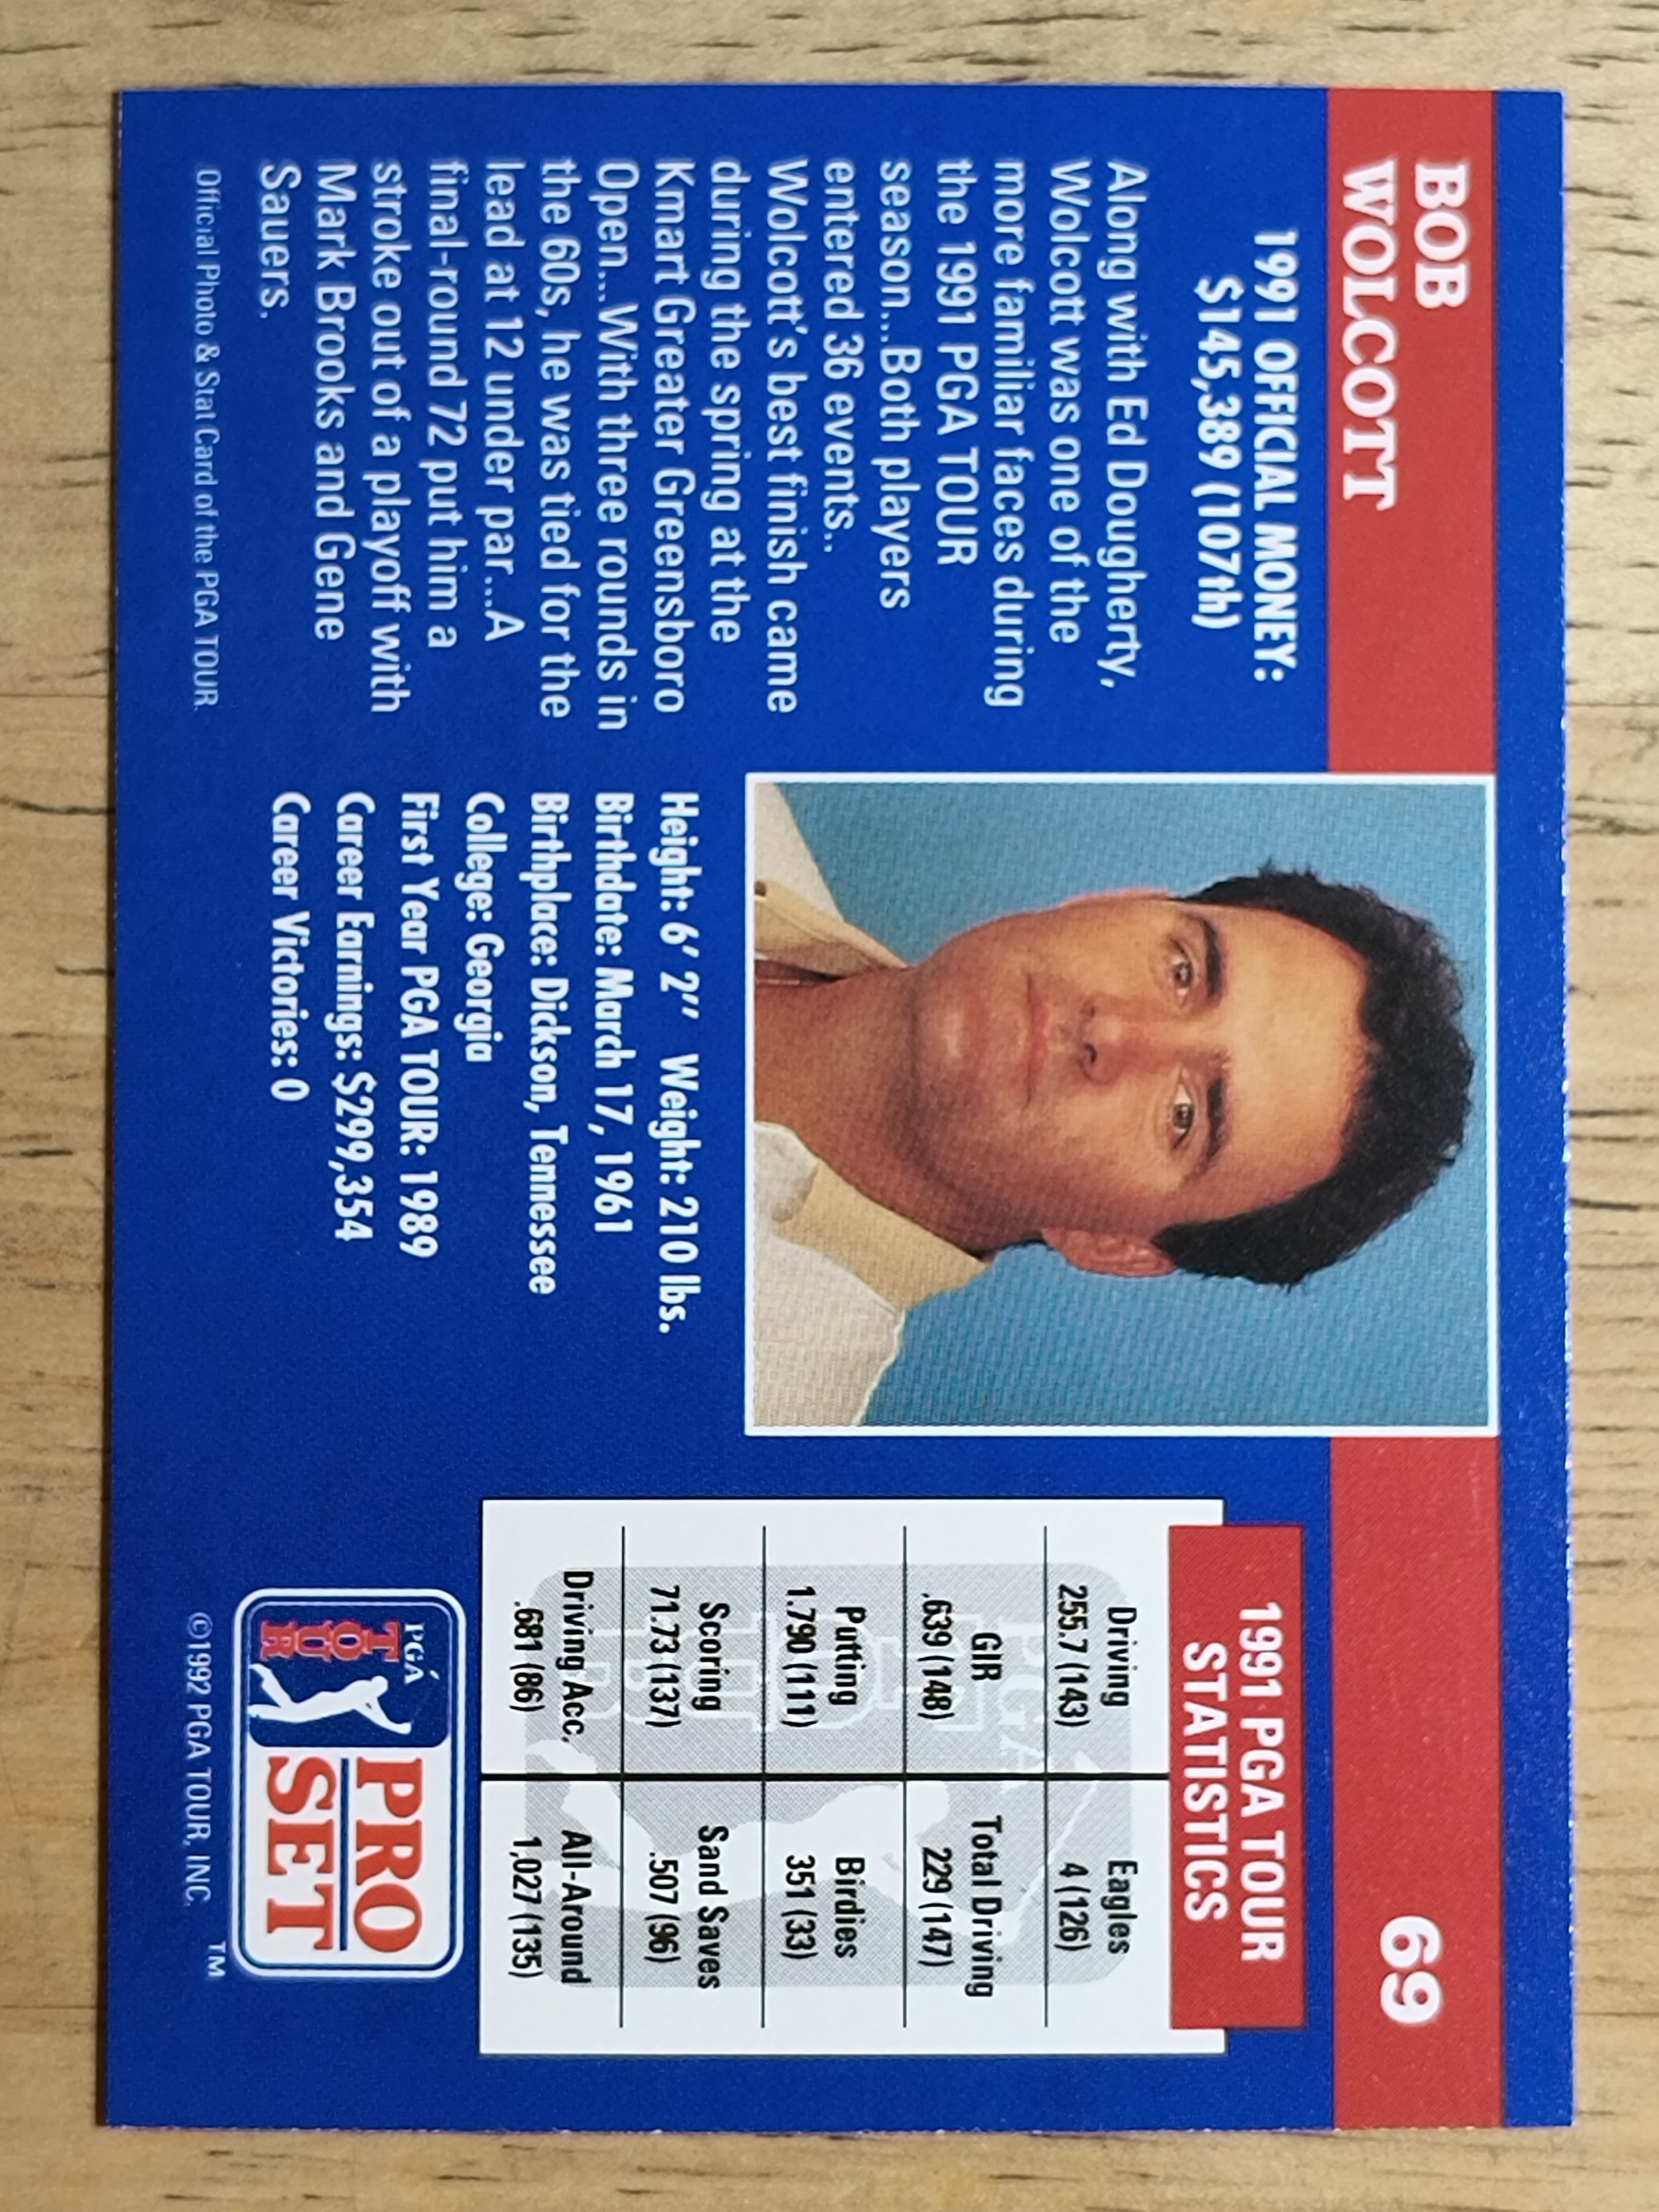 BOB
WOLCOTT
69
1991 OFFICIAL MONEY:
$145,389 (107th)
Along with Ed Dougherty,
Wolcott was one of the
more familiar faces during
the 1991 PGA TOUR
season...Both players
entered 36 events..
Wolcott's best finish came
during the spring at the
Kmart Greater Greensboro
Open...With three rounds in
the 60s, he was tied for the
lead at 12 under par...A
final-round 72 put him a
stroke out of a playoff with
Mark Brooks and Gene
Sauers.
Official Photo & Stat Card of the PGA TOUR.
Height: 6' 2" Weight: 210 lbs.
Birthdate: March 17, 1961
Birthplace: Dickson, Tennessee
College: Georgia
First Year PGA TOUR: 1989
Career Earnings: $299,354
Career Victories: 0
1991 PGA TOUR
STATISTICS
Driving Eagles
255.7 (143) 4 (126)
GIR Total Driving
.639 (148) 229 (147)
Putting Birdies
1.790 (111) 351 (33)
Scoring Sand Saves
71.73 (137) .507 (96)
Driving Acc. All-Around
.681 (86) 1,027 (135)
PGA
TOUR
PRO
SET
TM
©1992 PGA TOUR, INC.